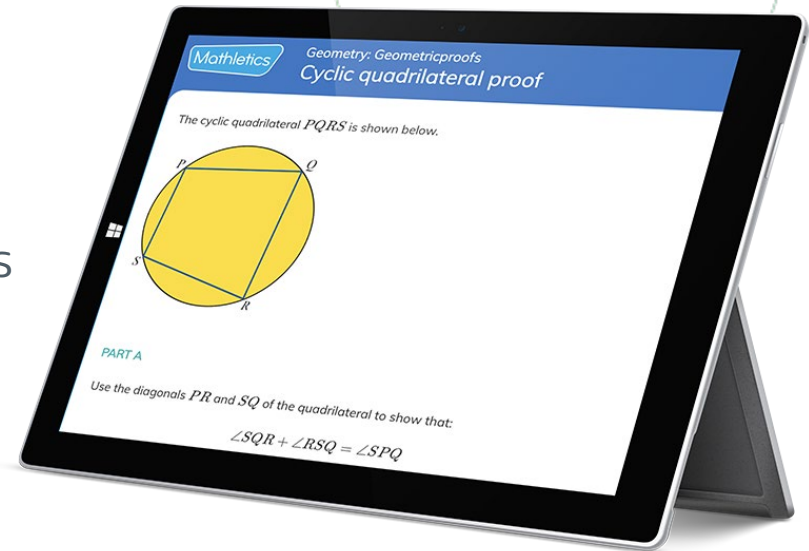 Mathletics
Geometry: Geometricproofs
Cyclic quadrilateral proof
The cyclic quadrilateral PQRS is shown below.
P
Q
S
R
s
PART A
Use the diagonals PR and SQ of the quadrilateral to show that:
∠SQR + ∠RSQ = ∠SPQ